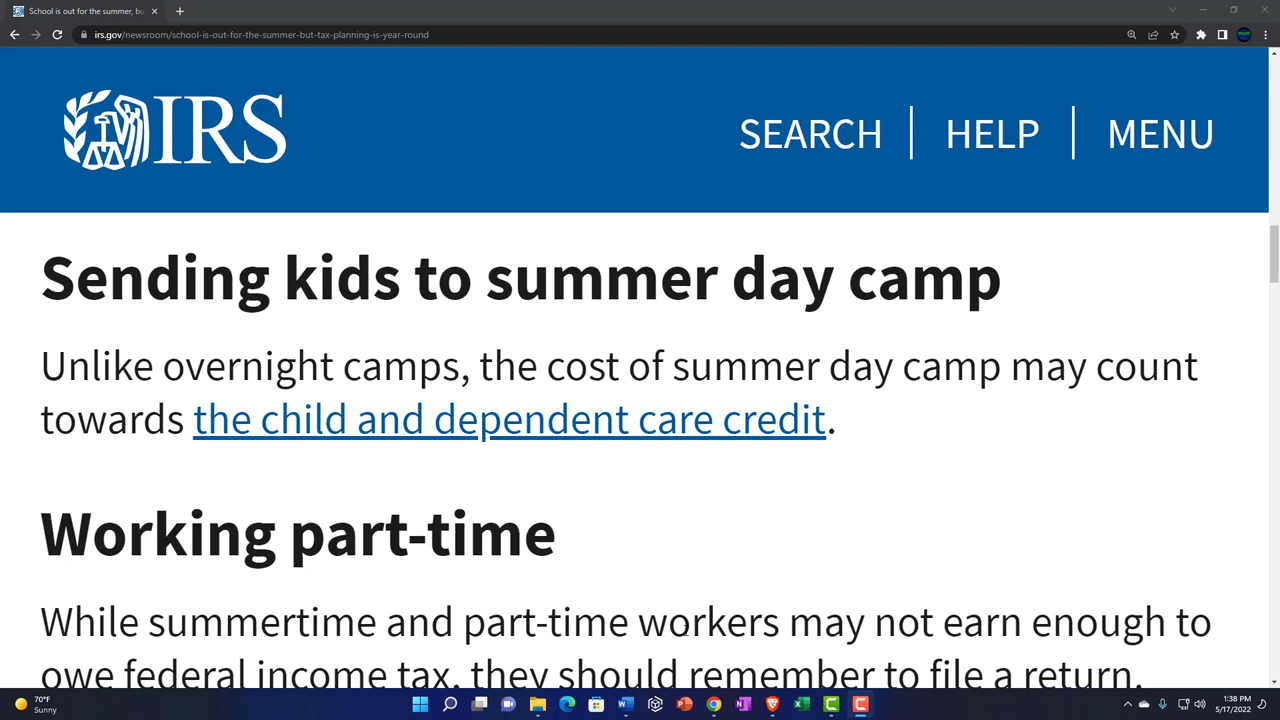 School is out for the summer, bu
irs.gov/newsroom/school-is-out-for-the-summer-but-tax-planning-is-year-round
IRS
SEARCH
HELP
MENU
Sending kids to summer day camp
Unlike overnight camps, the cost of summer day camp may count
towards the child and dependent care credit.
Working part-time
While summertime and part-time workers may not earn enough to
owe federal income tax, they should remember to file a return.
70°F
Sunny
1:38 PM
5/17/2022